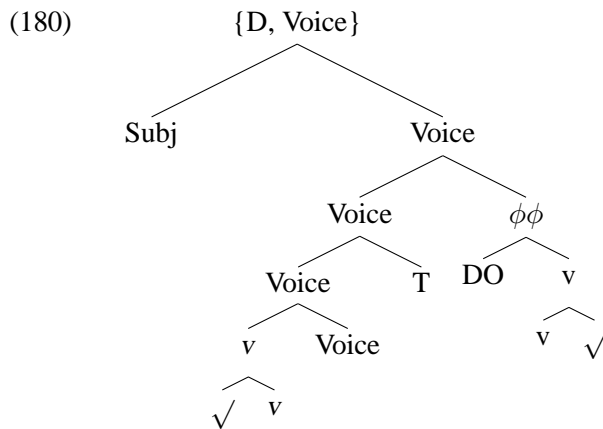 (180) {D, Voice}
Subj Voice
Voice ϕϕ
Voice T DO v
v Voice v √
√ v